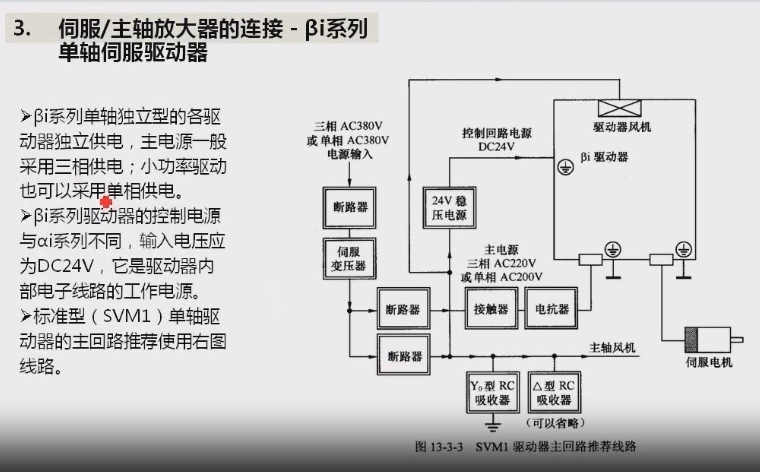 3. 伺服/主轴放大器的连接 - βi系列
单轴伺服驱动器
➢βi系列单轴独立型的各驱
动器独立供电，主电源一般
采用三相供电；小功率驱动
也可以采用单相供电。
➢βi系列驱动器的控制电源
与αi系列不同，输入电压应
为DC24V，它是驱动器内
部电子线路的工作电源。
➢标准型（SVM1）单轴驱
动器的主回路推荐使用右图
线路。
三相 AC380V
或单相 AC380V
电源输入
断路器
伺服
变压器
断路器
断路器
24V 稳
压电源
控制回路电源
DC24V
驱动器风机
βi 驱动器
主电源
三相 AC220V
或单相 AC200V
接触器
电抗器
主轴风机
伺服电机
Y₀ 型 RC
吸收器
△型 RC
吸收器
(可以省略)
图 13-3-3 SVM1 驱动器主回路推荐线路